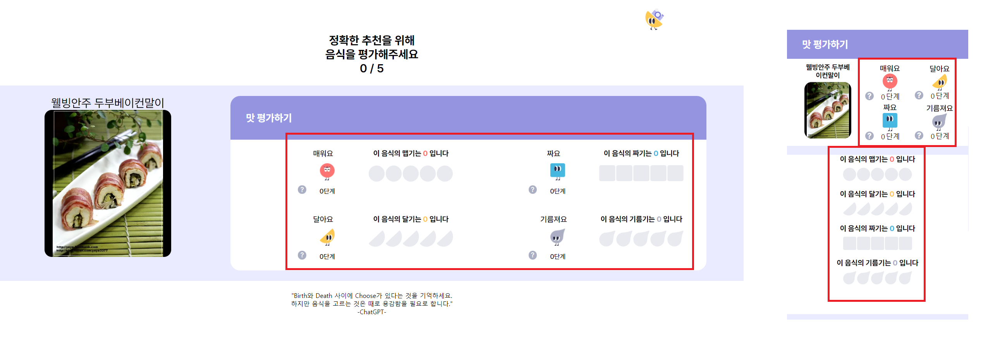 정확한 추천을 위해
음식을 평가해주세요
0 / 5
웰빙안주 두부베이컨말이
http://yeye.foodbank.com
http://blog.naver.com/yeye3377
맛 평가하기
매워요
이 음식의 맵기는 0 입니다
?
0단계
짜요
이 음식의 짜기는 0 입니다
?
0단계
달아요
이 음식의 달기는 0 입니다
?
0단계
기름져요
이 음식의 기름기는 0 입니다
?
0단계
"Birth와 Death 사이에 Choose가 있다는 것을 기억하세요.
하지만 음식을 고르는 것은 때로 용감함을 필요로 합니다."
-ChatGPT-
맛 평가하기
웰빙안주 두부베
이컨말이
매워요
?
0단계
달아요
?
0단계
짜요
?
0단계
기름져요
?
0단계
이 음식의 맵기는 0 입니다
이 음식의 달기는 0 입니다
이 음식의 짜기는 0 입니다
이 음식의 기름기는 0 입니다